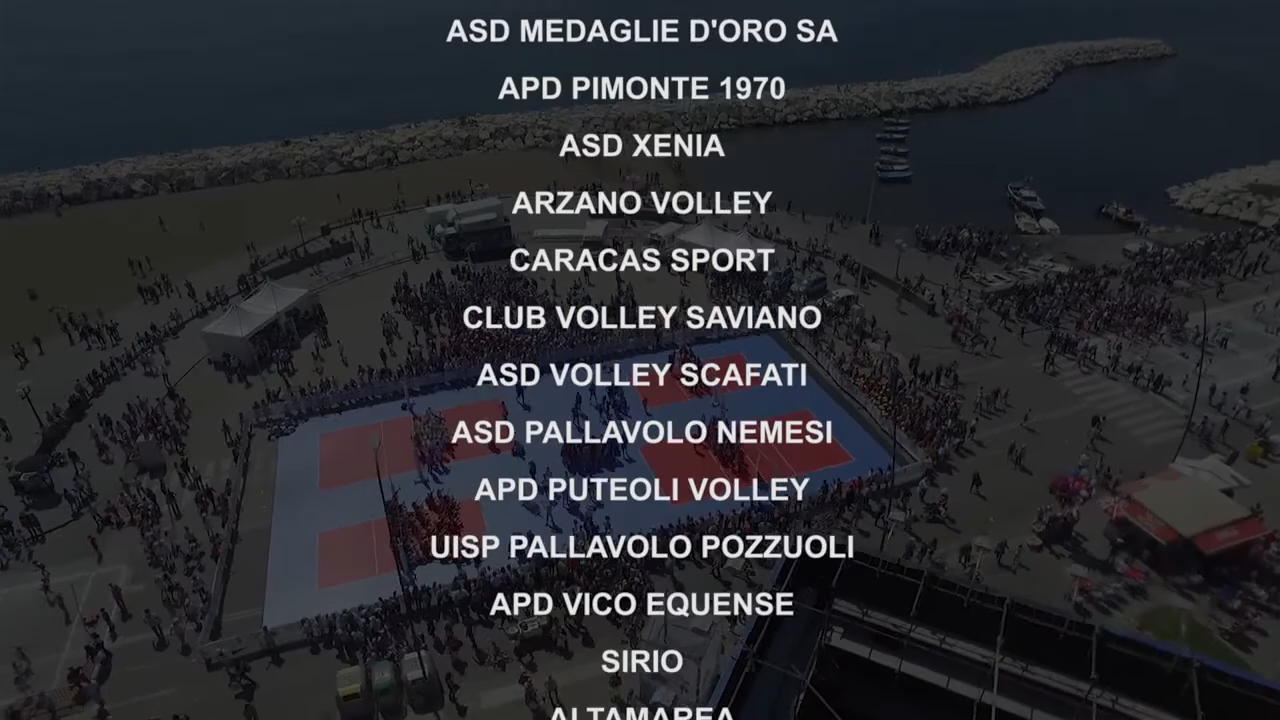 ASD MEDAGLIE D'ORO SA
APD PIMONTE 1970
ASD XENIA
ARZANO VOLLEY
CARACAS SPORT
CLUB VOLLEY SAVIANO
ASD VOLLEY SCAFATI
ASD PALLAVOLO NEMESI
APD PUTEOLI VOLLEY
UISP PALLAVOLO POZZUOLI
APD VICO EQUENSE
SIRIO
ALTAMAREA